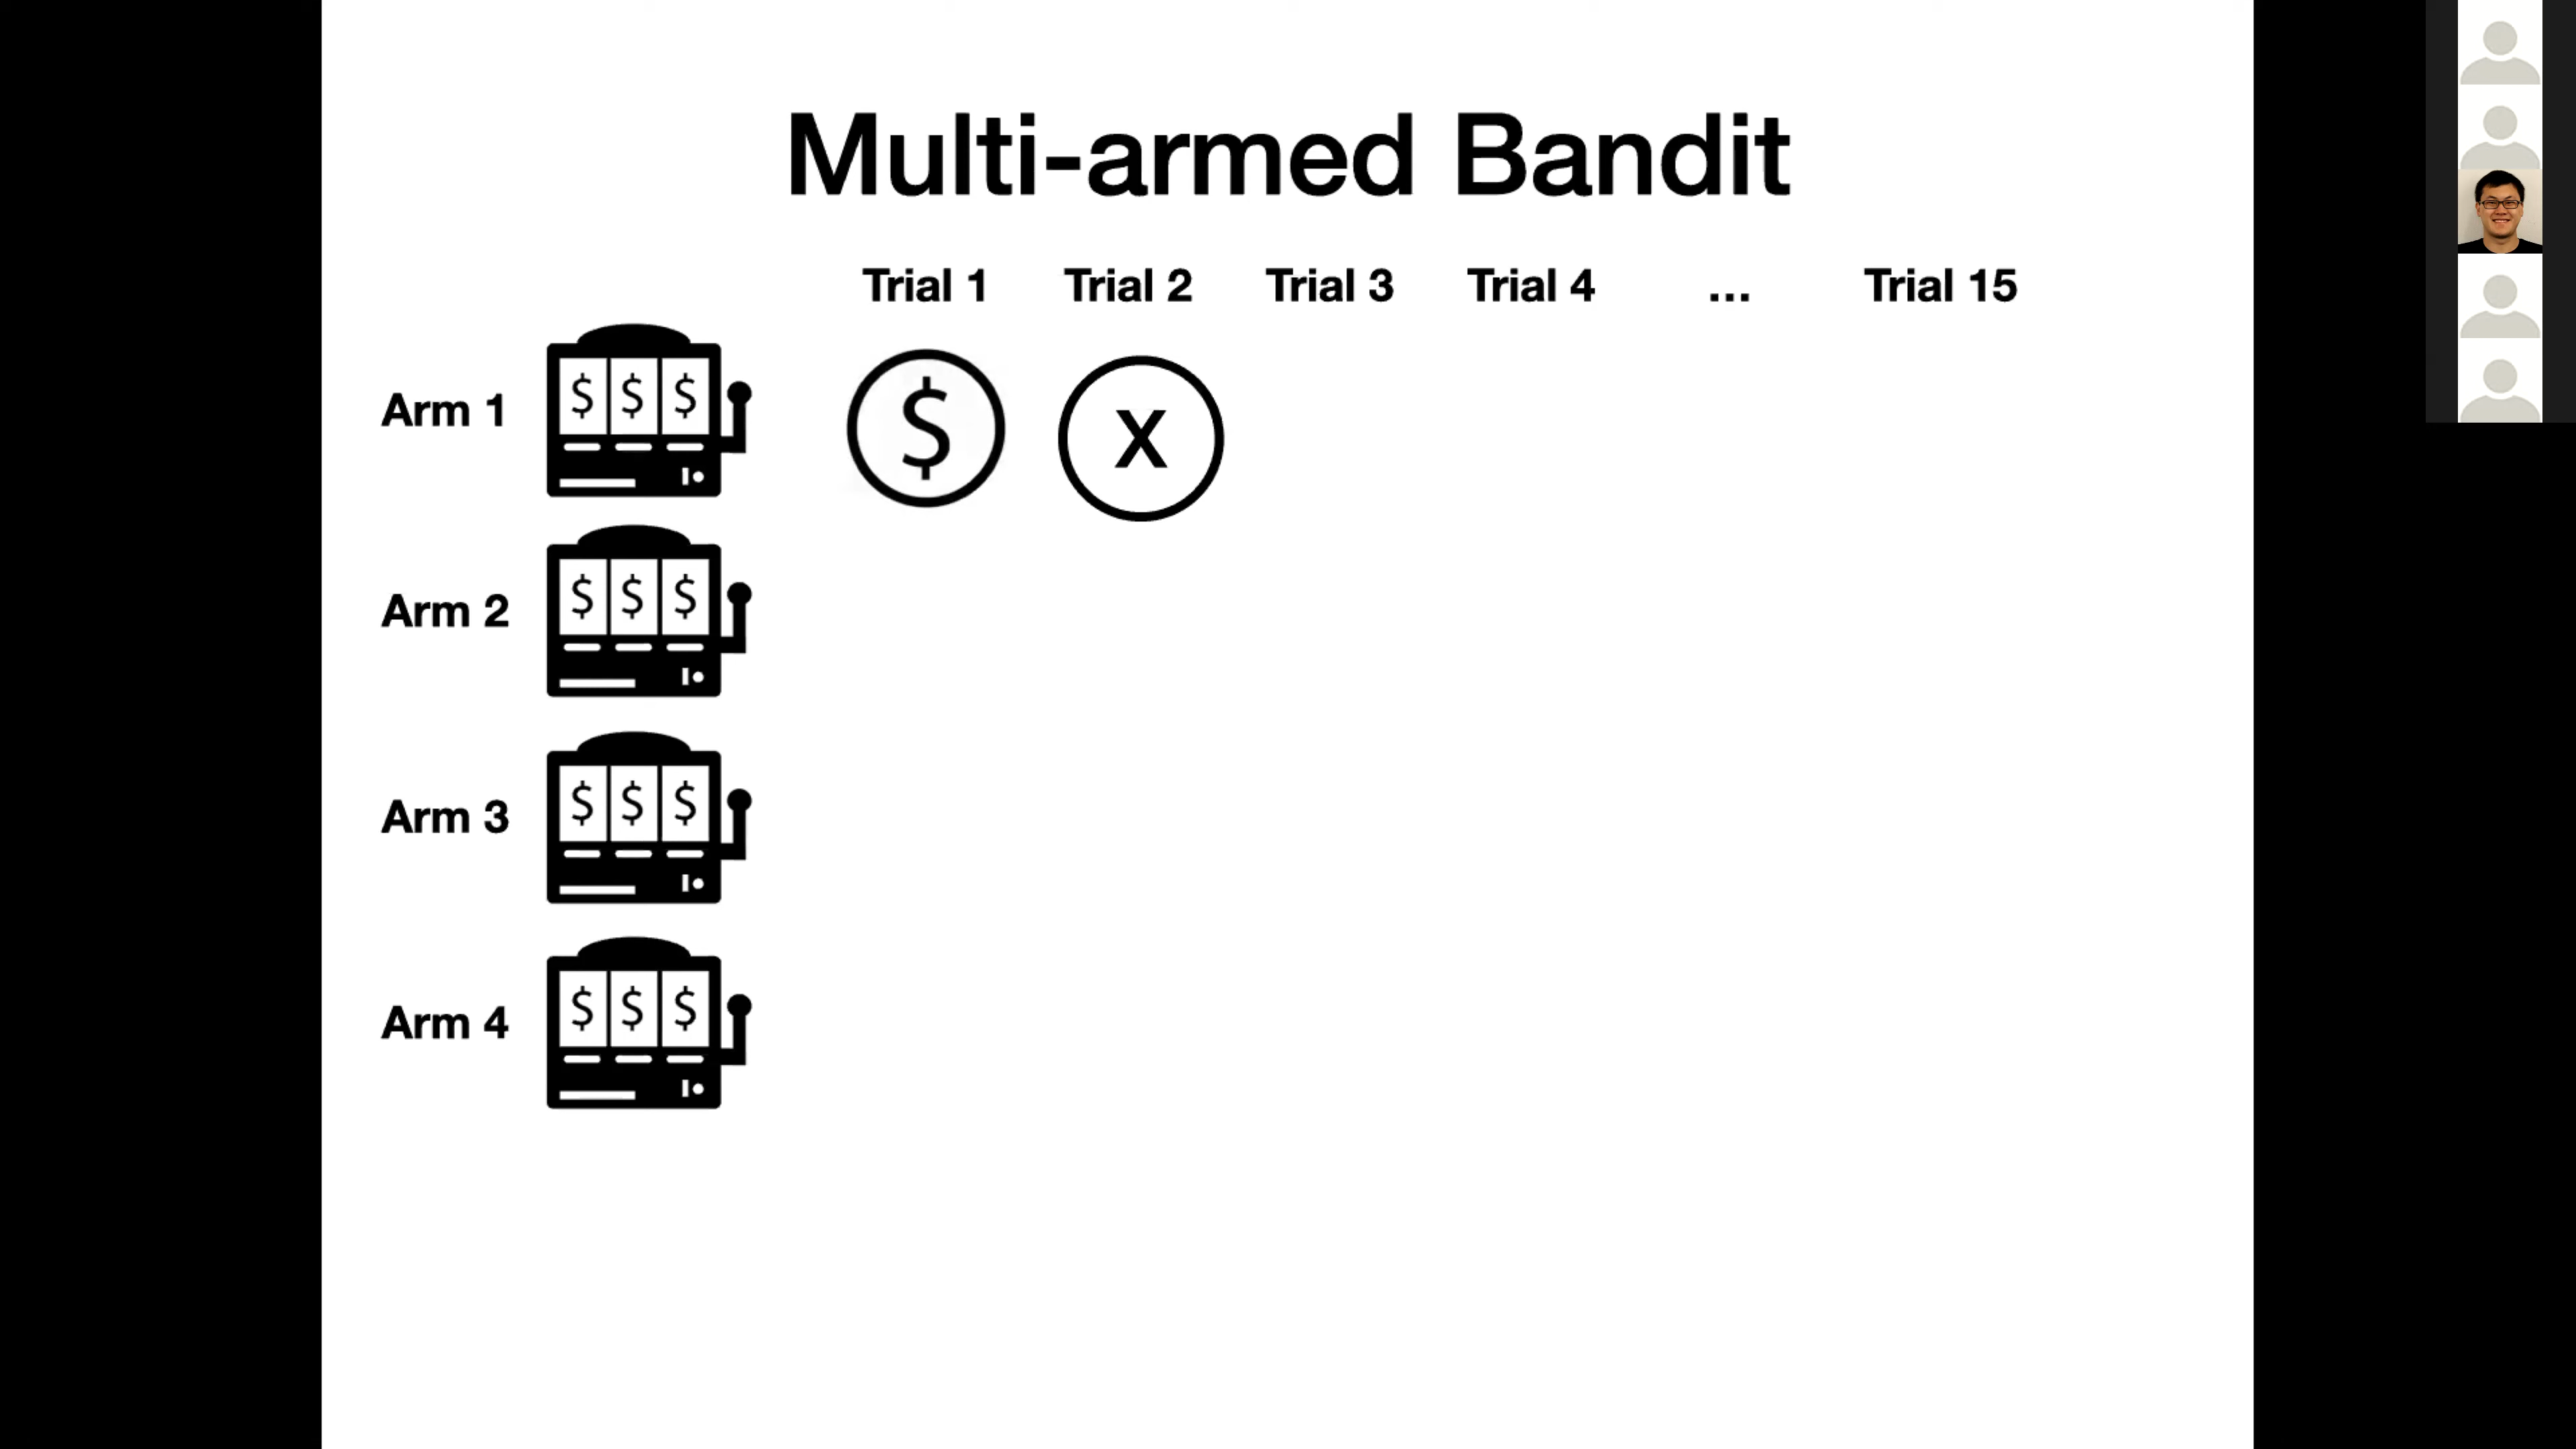 Multi-armed Bandit
Trial 1 Trial 2 Trial 3 Trial 4 ... Trial 15
Arm 1 $ $ $ $ X
Arm 2 $ $ $
Arm 3 $ $ $
Arm 4 $ $ $